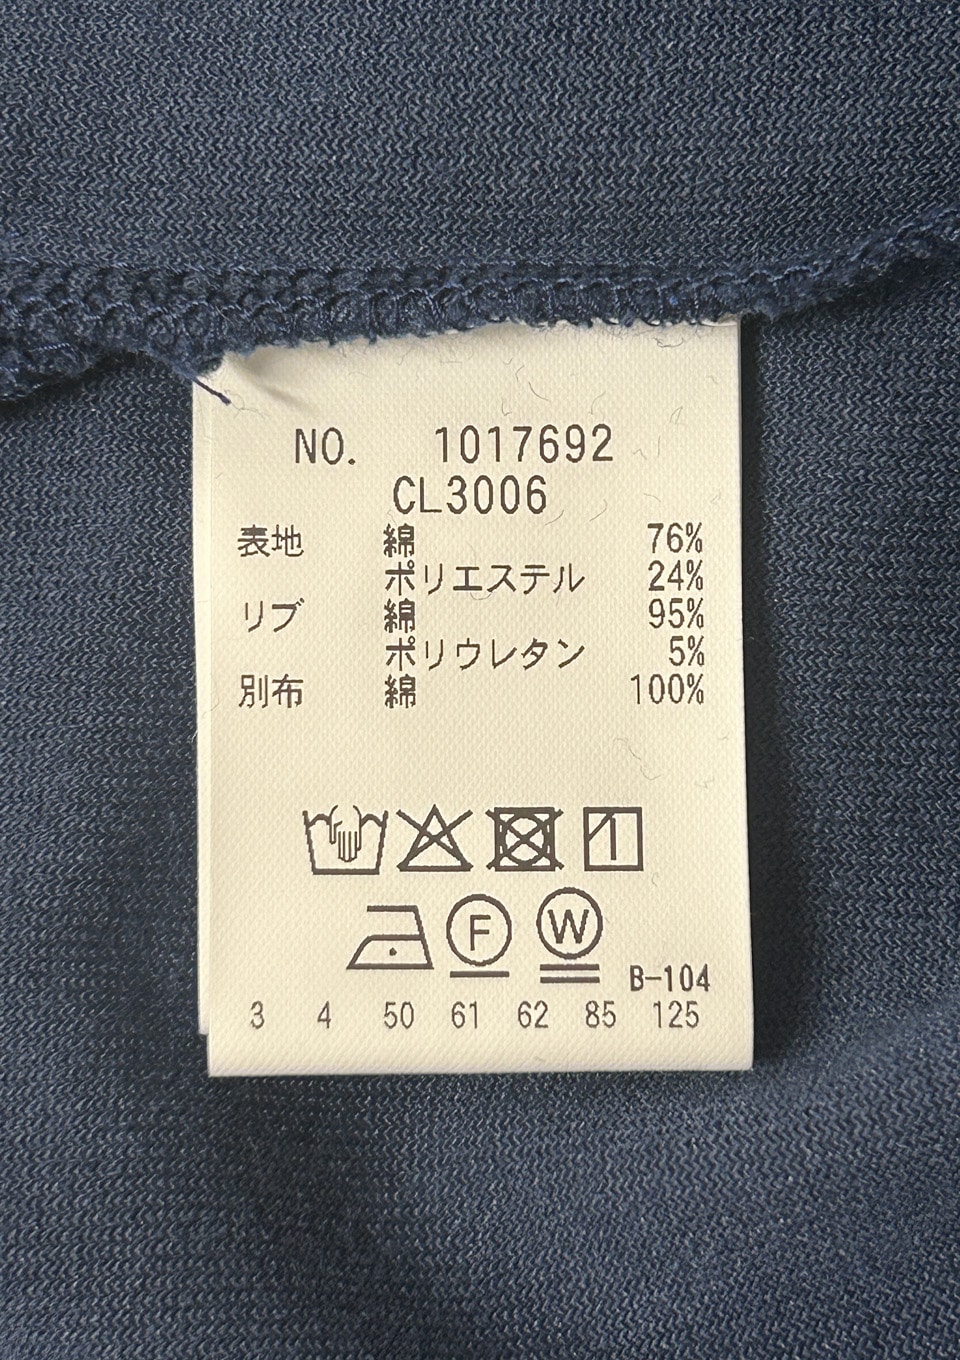 NO. 1017692
CL3006
表地 綿 76%
ポリエステル 24%
リブ 綿 95%
ポリウレタン 5%
別布 綿 100%
F W
B-104
3 4 50 61 62 85 125